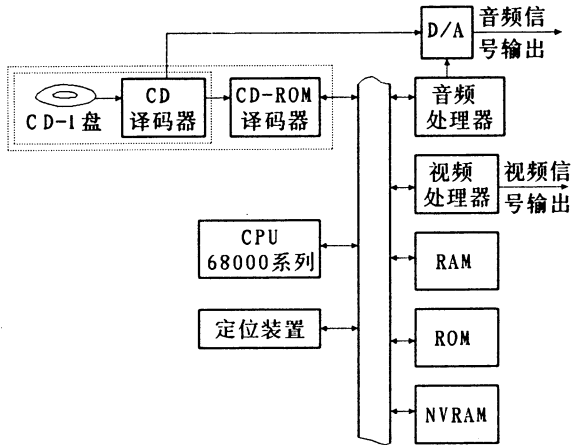 D/A
音频信
号输出
CD-I盘
CD
译码器
CD-ROM
译码器
音频
处理器
视频
处理器
视频信
号输出
CPU
68000系列
RAM
定位装置
ROM
NVRAM